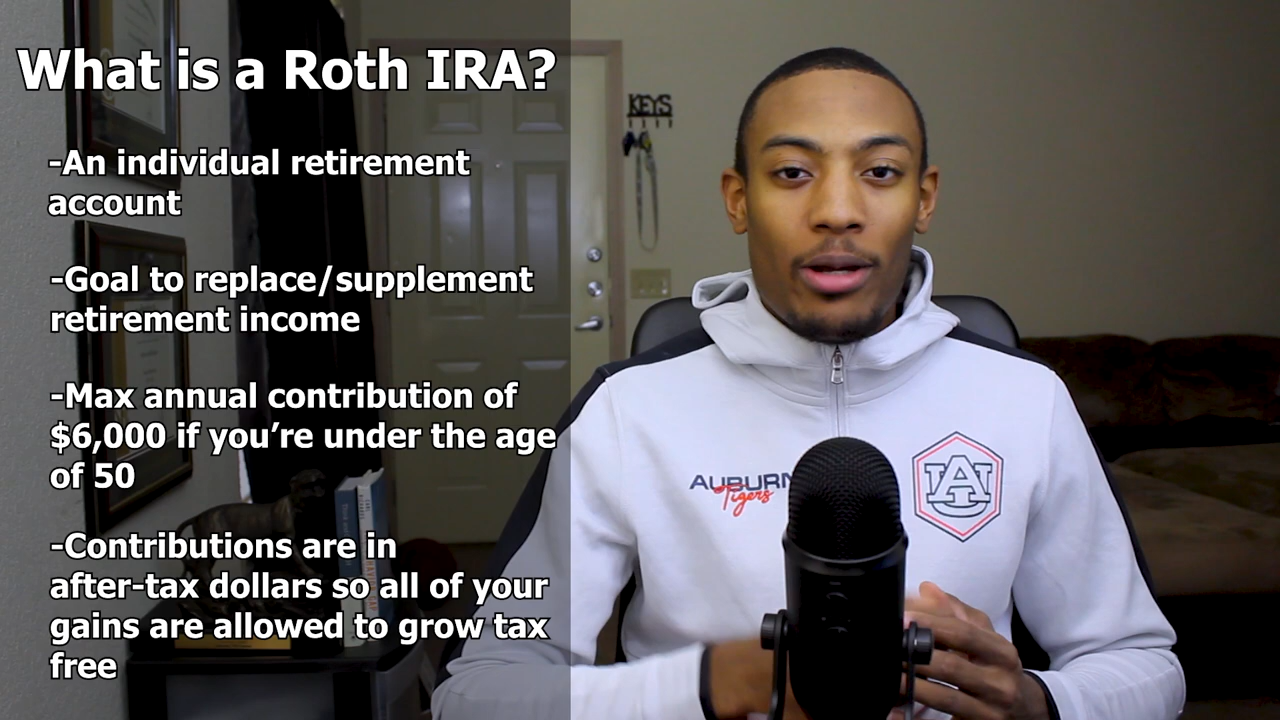 What is a Roth IRA?
-An individual retirement
account
-Goal to replace/supplement
retirement income
-Max annual contribution of
$6,000 if you’re under the age
of 50
-Contributions are in
after-tax dollars so all of your
gains are allowed to grow tax
free
KEYS
AUBURN
Tigers
AU